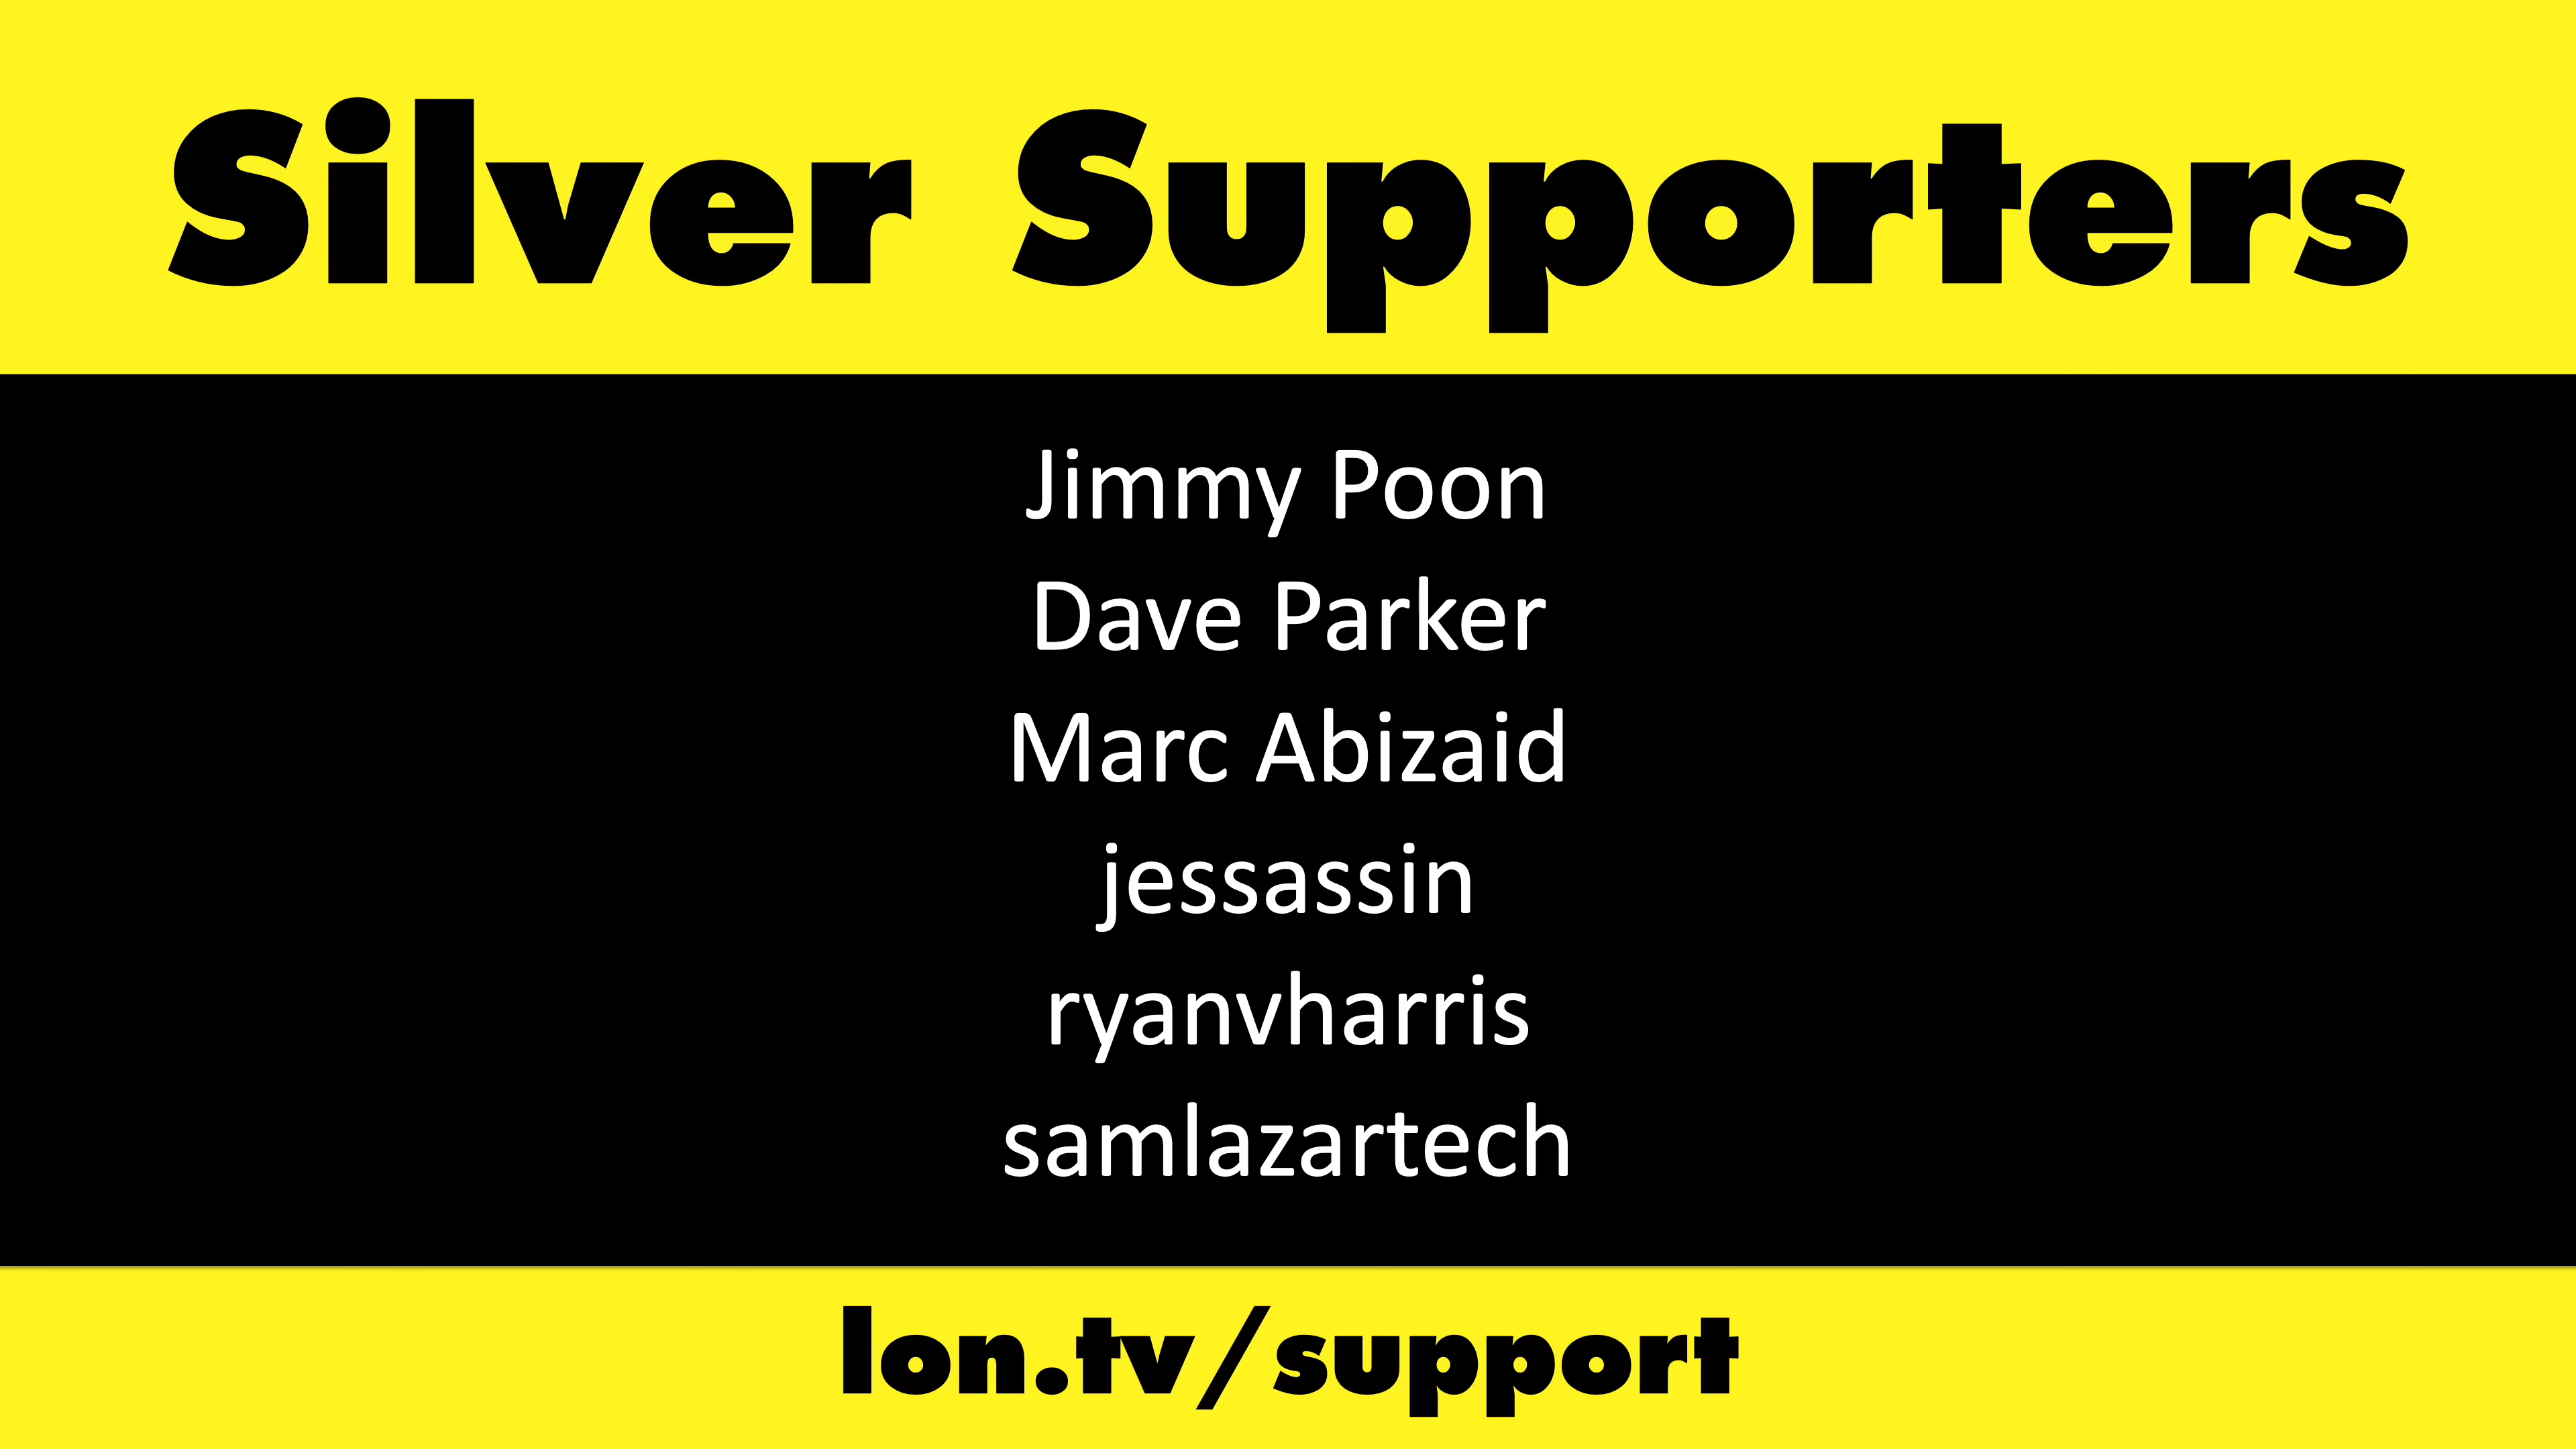 Silver Supporters
Jimmy Poon
Dave Parker
Marc Abizaid
jessassin
ryanvharris
samlazartech
lon.tv/support